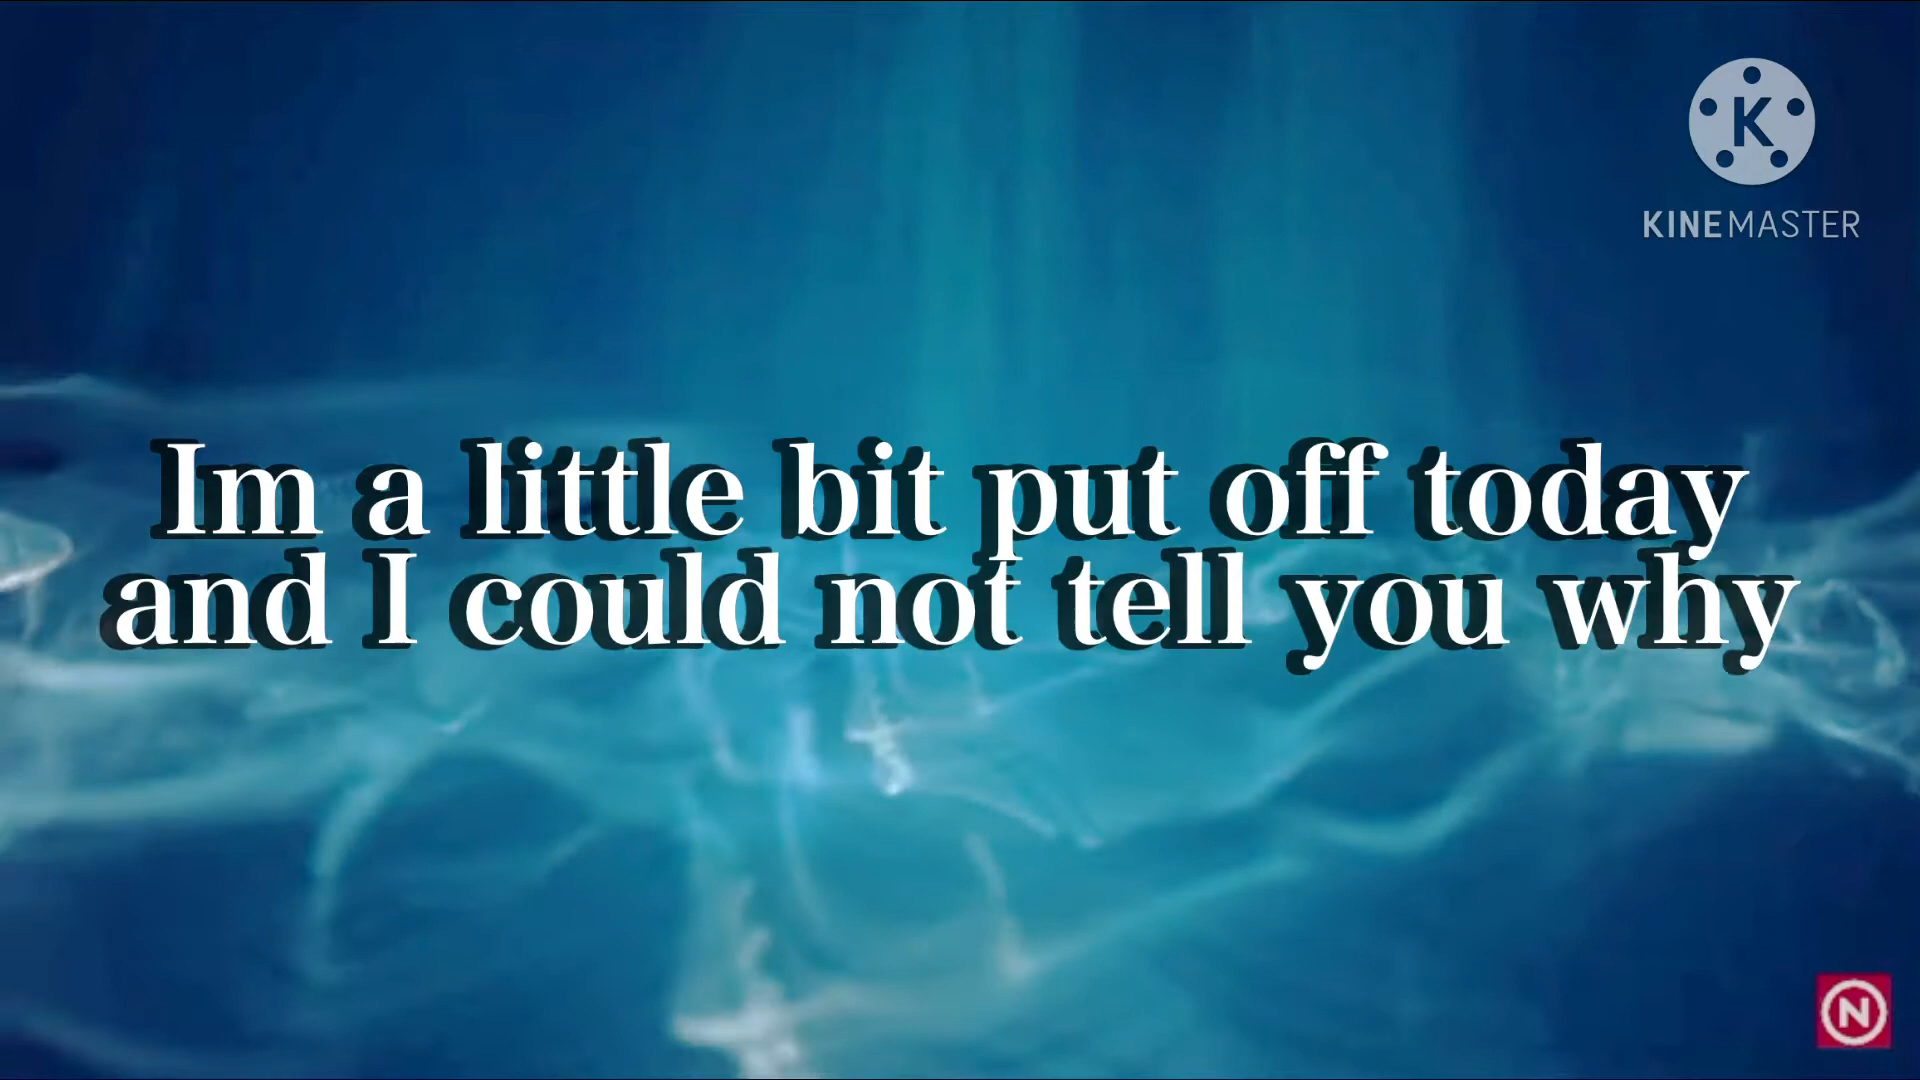 K
KINEMASTER
Im a little bit put off today
and I could not tell you why
N